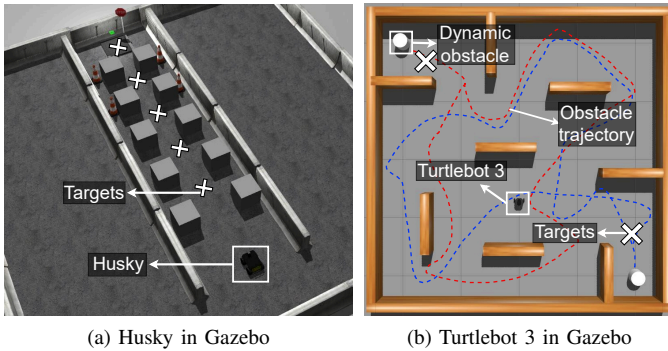 Targets
Husky
(a) Husky in Gazebo
Dynamic
obstacle
Obstacle
trajectory
Turtlebot 3
Targets
(b) Turtlebot 3 in Gazebo